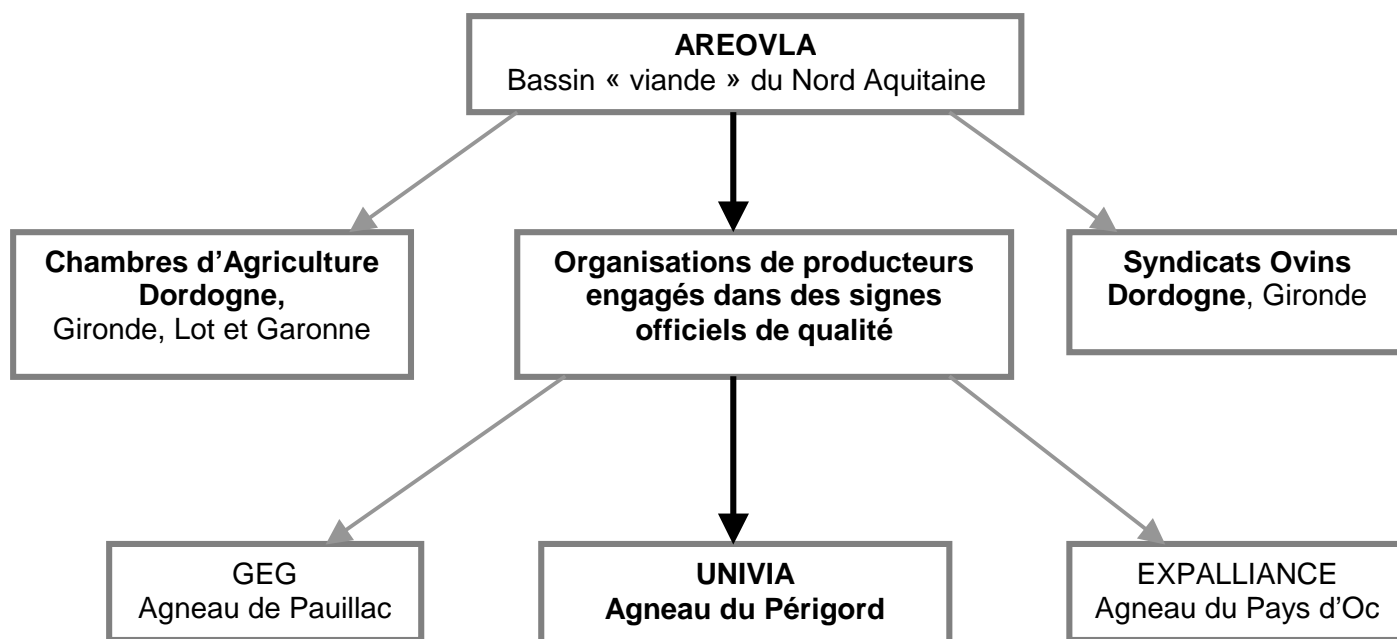 AREOVLA
Bassin « viande » du Nord Aquitaine
Chambres d’Agriculture
Dordogne,
Gironde, Lot et Garonne
Organisations de producteurs
engagés dans des signes
officiels de qualité
Syndicats Ovins
Dordogne, Gironde
GEG
Agneau de Pauillac
UNIVIA
Agneau du Périgord
EXPALLIANCE
Agneau du Pays d’Oc